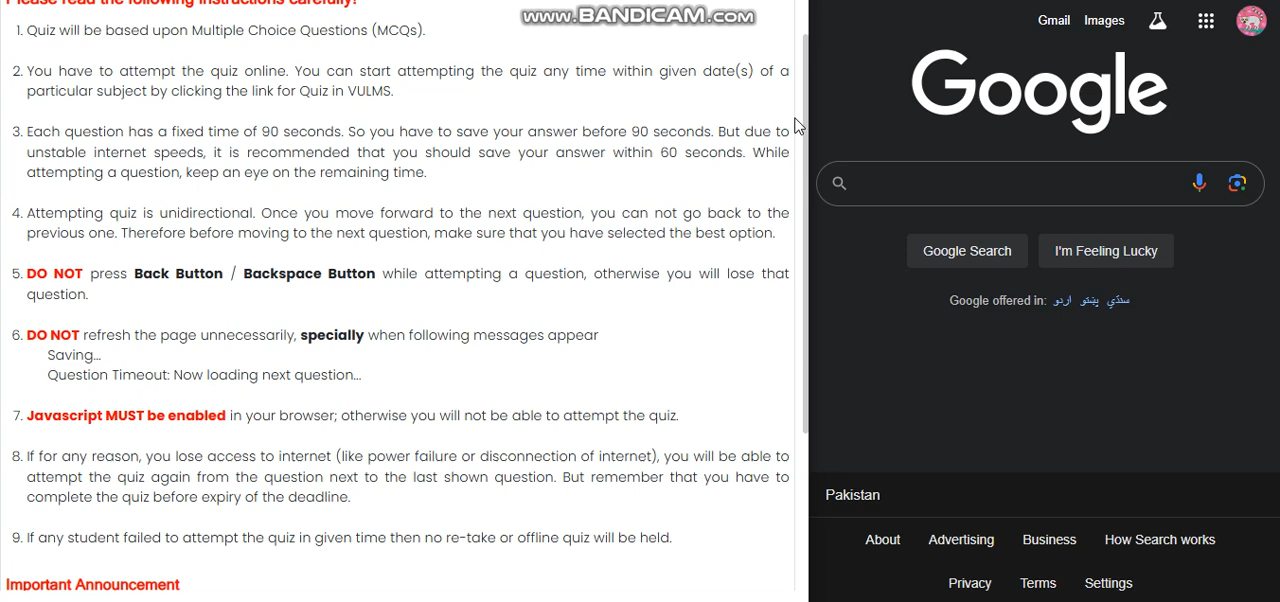 Please read the following instructions carefully!
www.BANDICAM.com
1. Quiz will be based upon Multiple Choice Questions (MCQs).
2. You have to attempt the quiz online. You can start attempting the quiz any time within given date(s) of a
particular subject by clicking the link for Quiz in VULMS.
3. Each question has a fixed time of 90 seconds. So you have to save your answer before 90 seconds. But due to
unstable internet speeds, it is recommended that you should save your answer within 60 seconds. While
attempting a question, keep an eye on the remaining time.
4. Attempting quiz is unidirectional. Once you move forward to the next question, you can not go back to the
previous one. Therefore before moving to the next question, make sure that you have selected the best option.
5. DO NOT press Back Button / Backspace Button while attempting a question, otherwise you will lose that
question.
6. DO NOT refresh the page unnecessarily, specially when following messages appear
Saving...
Question Timeout: Now loading next question...
7. Javascript MUST be enabled in your browser; otherwise you will not be able to attempt the quiz.
8. If for any reason, you lose access to internet (like power failure or disconnection of internet), you will be able to
attempt the quiz again from the question next to the last shown question. But remember that you have to
complete the quiz before expiry of the deadline.
9. If any student failed to attempt the quiz in given time then no re-take or offline quiz will be held.
Important Announcement
Gmail Images
Google
Google Search I'm Feeling Lucky
Google offered in: اردو پښتو سنڌي
Pakistan
About Advertising Business How Search works
Privacy Terms Settings